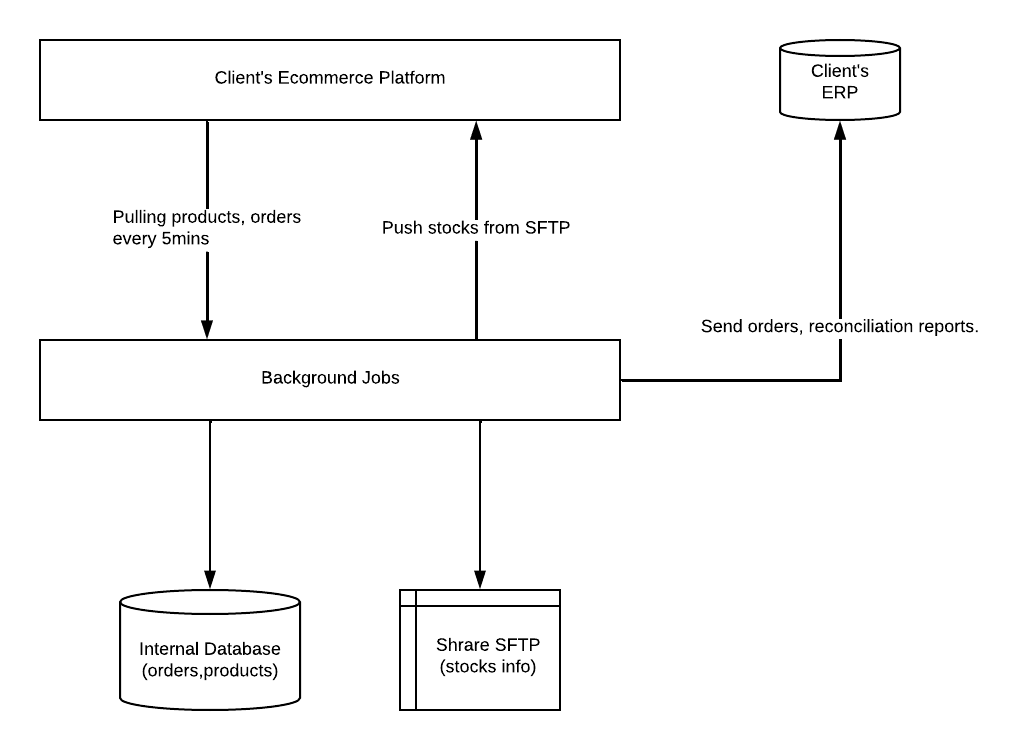 Client's Ecommerce Platform
Client's
ERP
Pulling products, orders
every 5mins
Push stocks from SFTP
Send orders, reconciliation reports.
Background Jobs
Internal Database
(orders,products)
Shrare SFTP
(stocks info)